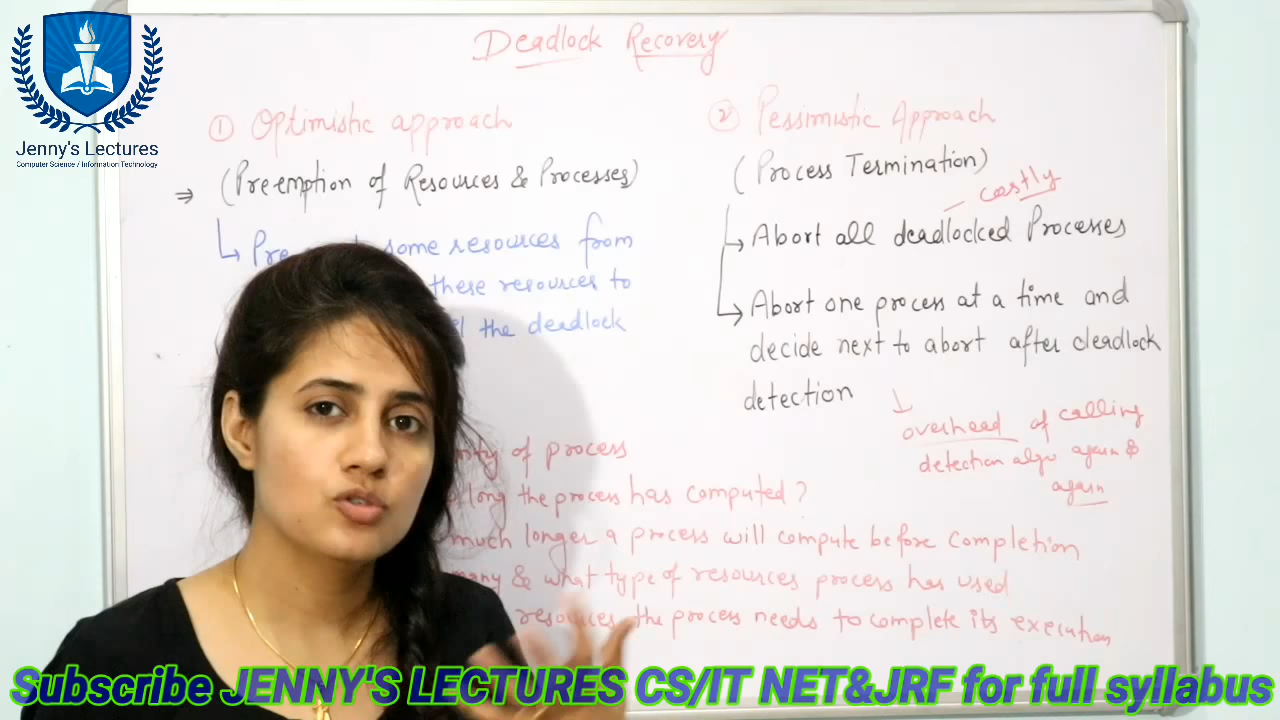 Jenny's Lectures
Computer Science / Information Technology
Deadlock Recovery
① Optimistic approach
⇒ (Preemption of Resources & Processes)
↳ some resources from
these resources to
the deadlock
② Pessimistic Approach
(Process Termination)
costly
↳ Abort all deadlocked Processes
↳ Abort one process at a time and
decide next to abort after deadlock
detection
↓
overhead of calling
detection algo again &
again
of process
long the process has computed?
much longer a process will compute before completion
many & what type of resources process has used
resources the process needs to complete its execution
Subscribe JENNY'S LECTURES CS/IT NET&JRF for full syllabus